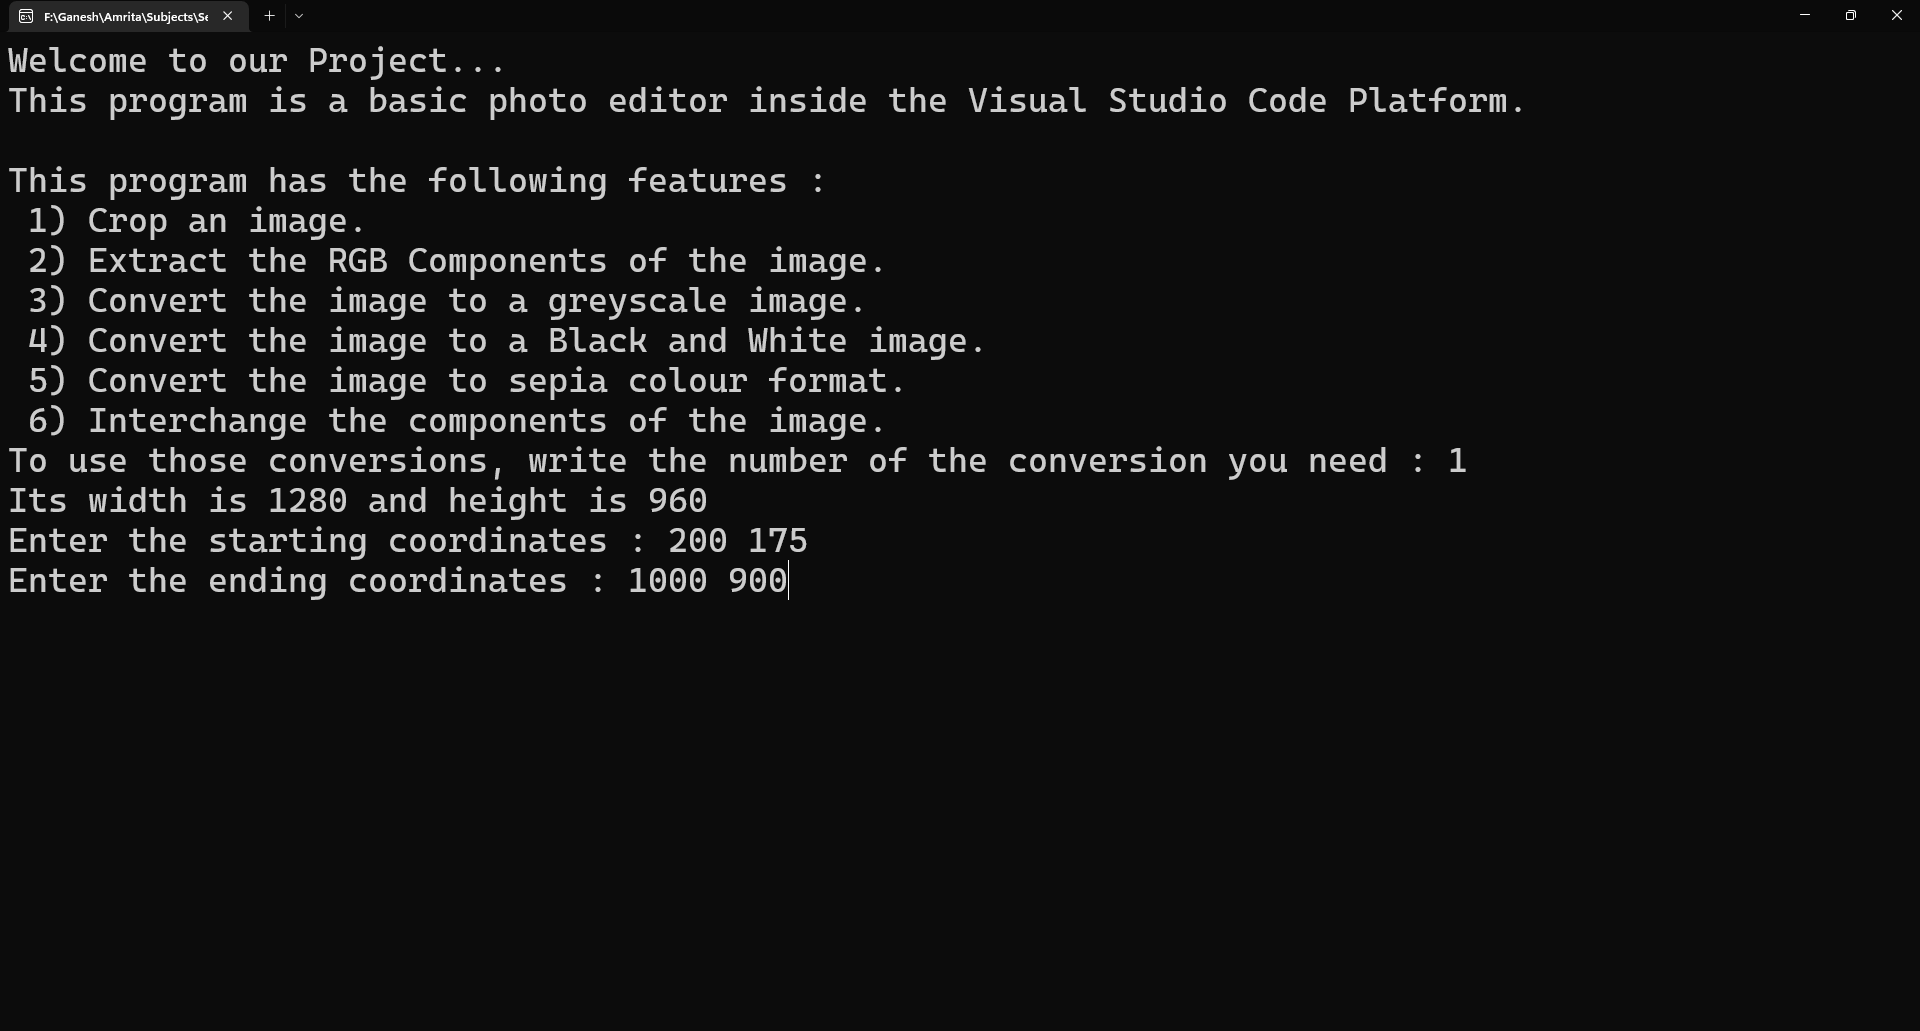 F:\Ganesh\Amrita\Subjects\Se
Welcome to our Project...
This program is a basic photo editor inside the Visual Studio Code Platform.
This program has the following features :
1) Crop an image.
2) Extract the RGB Components of the image.
3) Convert the image to a greyscale image.
4) Convert the image to a Black and White image.
5) Convert the image to sepia colour format.
6) Interchange the components of the image.
To use those conversions, write the number of the conversion you need : 1
Its width is 1280 and height is 960
Enter the starting coordinates : 200 175
Enter the ending coordinates : 1000 900